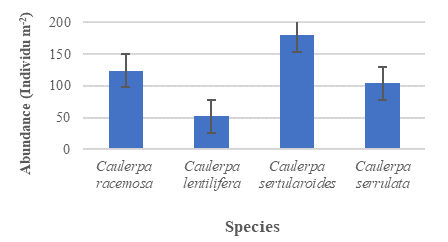 Abundance (Individu m-²)
200
150
100
50
0
Caulerpa racemosa
Caulerpa lentilifera
Caulerpa sertularoides
Caulerpa serrulata
Species